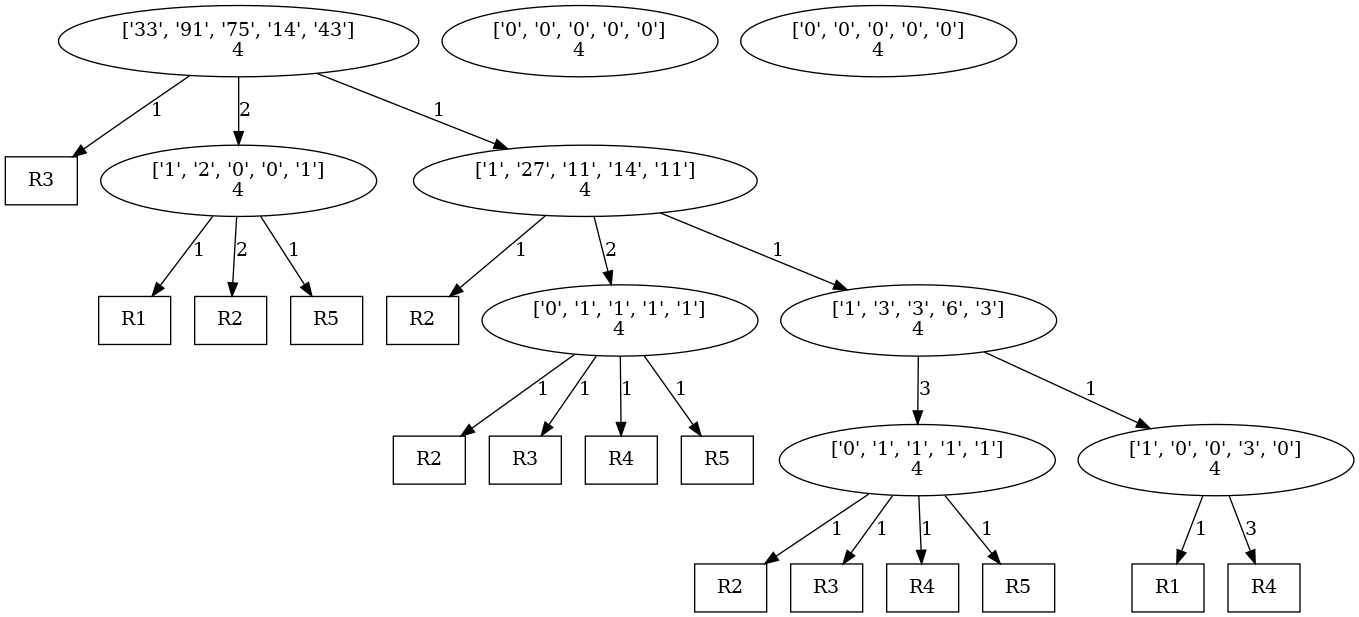 ['33', '91', '75', '14', '43']
4
['0', '0', '0', '0', '0']
4
['0', '0', '0', '0', '0']
4
1
2
1
R3
['1', '2', '0', '0', '1']
4
['1', '27', '11', '14', '11']
4
1
2
1
1
2
1
R1
R2
R5
R2
['0', '1', '1', '1', '1']
4
['1', '3', '3', '6', '3']
4
1
1
1
1
3
1
R2
R3
R4
R5
['0', '1', '1', '1', '1']
4
['1', '0', '0', '3', '0']
4
1
1
1
1
1
3
R2
R3
R4
R5
R1
R4